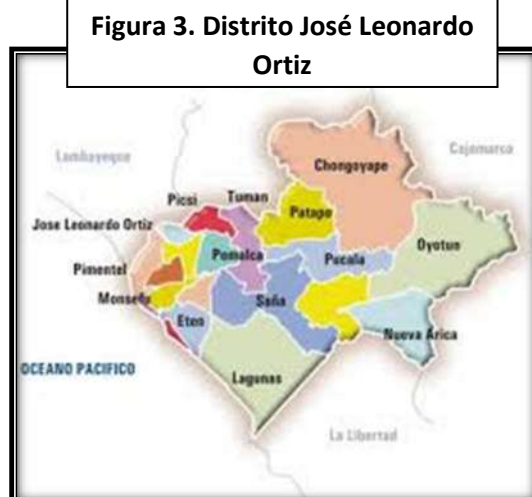 Figura 3. Distrito José Leonardo
Ortiz
Lambayeque
Cajamarca
Chongoyape
Picsi
Tuman
Patapo
Jose Leonardo Ortiz
Oyotun
Pomalca
Pucala
Pimentel
Monsefu
Saña
Eten
Nueva Arica
OCEANO PACIFICO
Lagunas
La Libertad